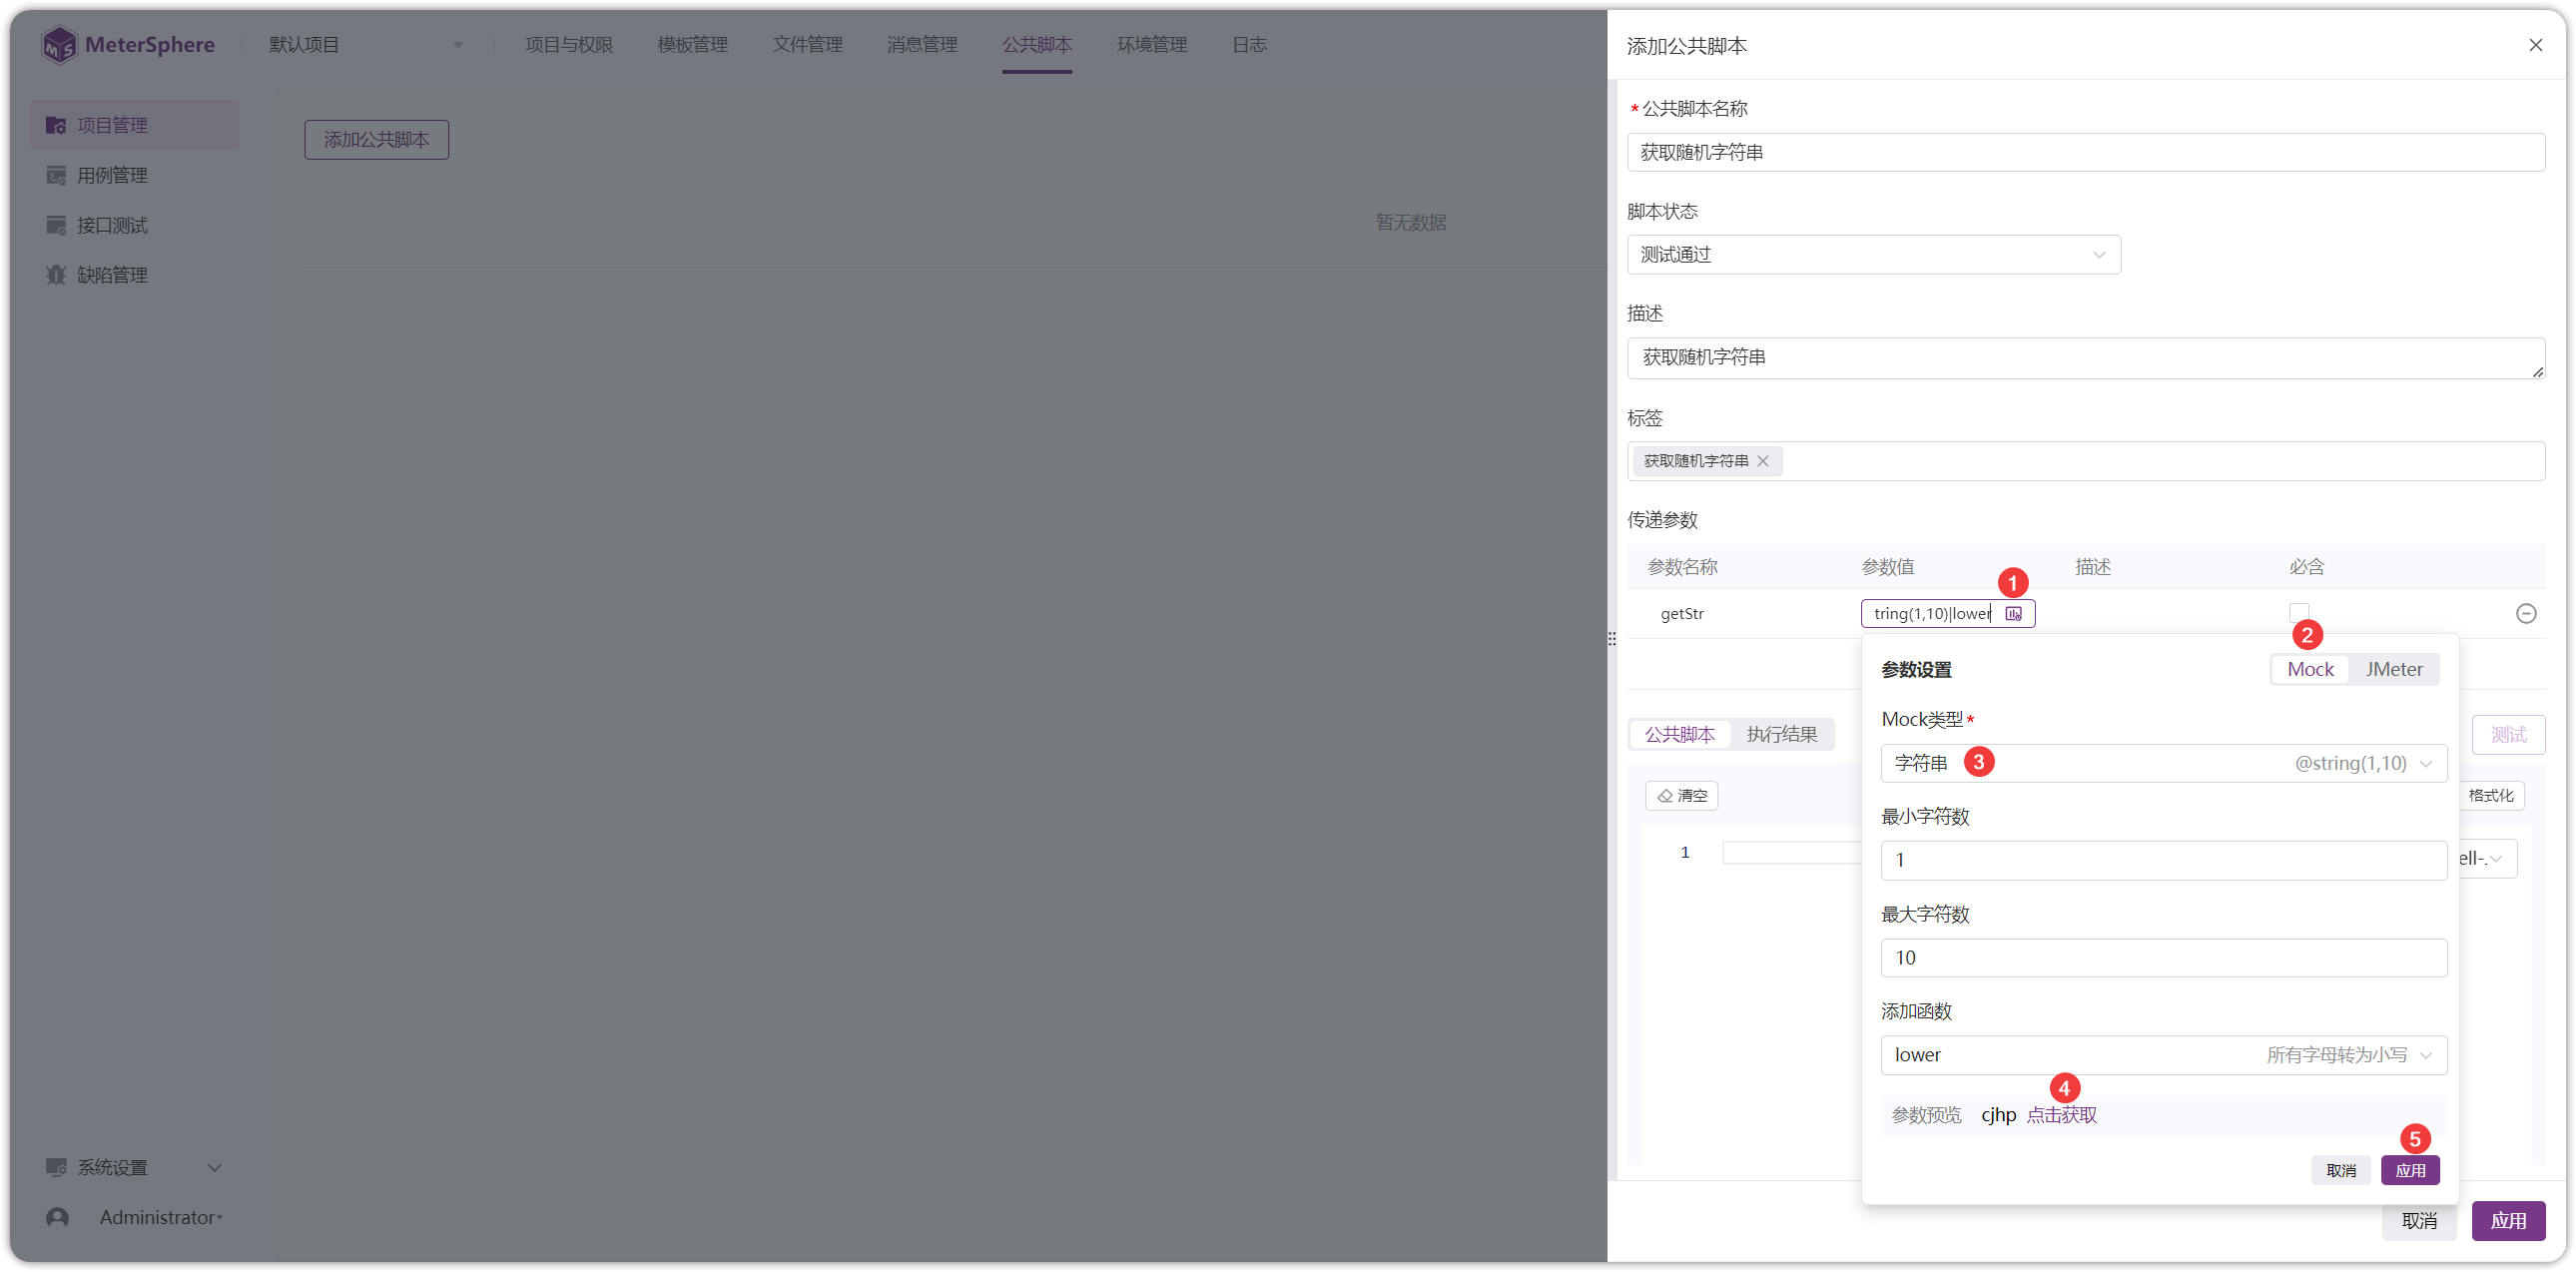 MeterSphere
默认项目
项目与权限
模板管理
文件管理
消息管理
公共脚本
环境管理
日志
项目管理
用例管理
接口测试
缺陷管理
系统设置
Administrator
添加公共脚本
暂无数据
添加公共脚本
* 公共脚本名称
获取随机字符串
脚本状态
测试通过
描述
获取随机字符串
标签
获取随机字符串
传递参数
参数名称 参数值 描述 必含
1
getStr tring(1,10)|lower
2
参数设置 Mock JMeter
Mock类型*
字符串 3 @string(1,10)
最小字符数
1
最大字符数
10
添加函数
lower 所有字母转为小写
4
参数预览 cjhp 点击获取
5
取消 应用
公共脚本 执行结果 测试
清空 格式化
1 ell-.
取消 应用